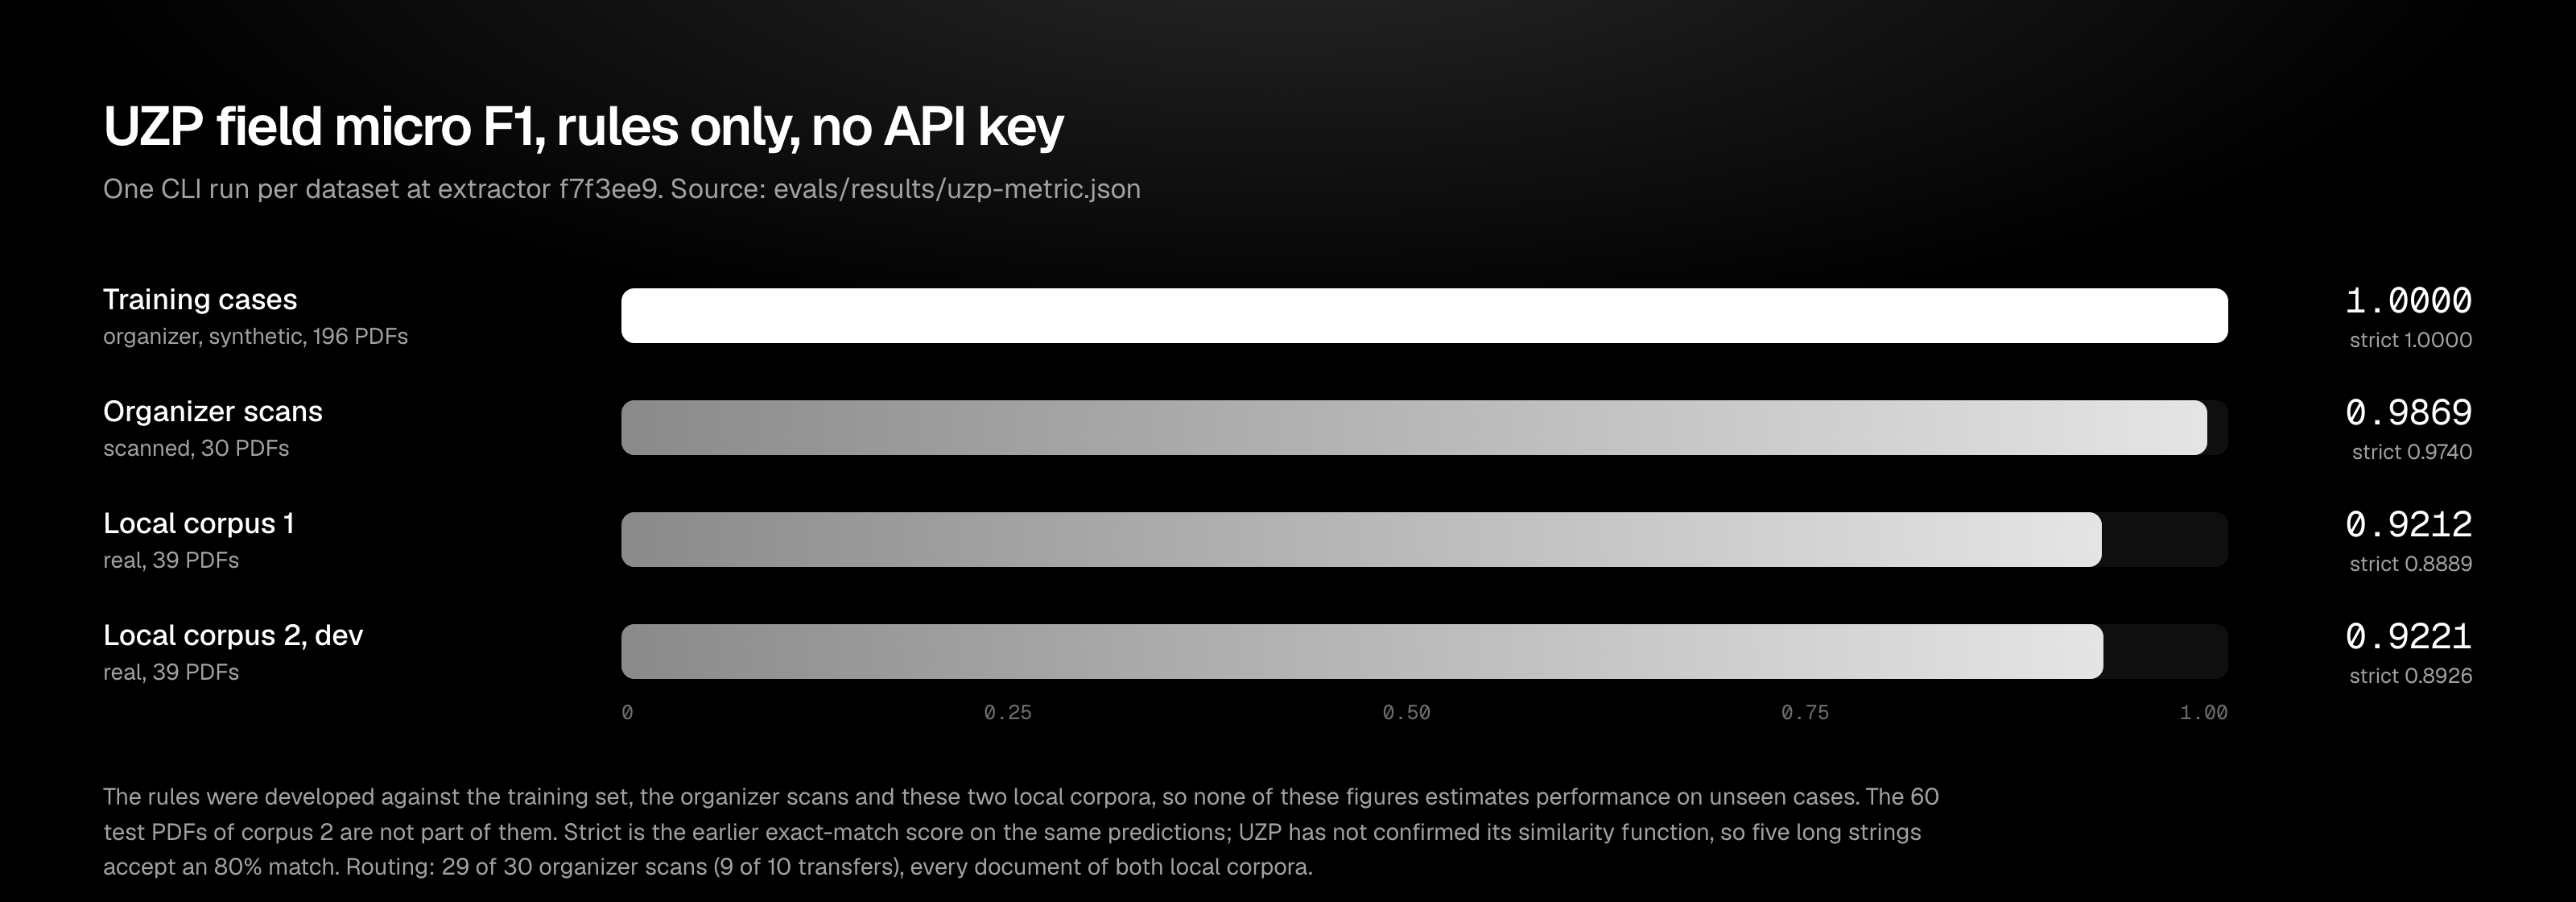 UZP field micro F1, rules only, no API key
One CLI run per dataset at extractor f7f3ee9. Source: evals/results/uzp-metric.json
Training cases
organizer, synthetic, 196 PDFs
1.0000
strict 1.0000
Organizer scans
scanned, 30 PDFs
0.9869
strict 0.9740
Local corpus 1
real, 39 PDFs
0.9212
strict 0.8889
Local corpus 2, dev
real, 39 PDFs
0.9221
strict 0.8926
0 0.25 0.50 0.75 1.00
The rules were developed against the training set, the organizer scans and these two local corpora, so none of these figures estimates performance on unseen cases. The 60
test PDFs of corpus 2 are not part of them. Strict is the earlier exact-match score on the same predictions; UZP has not confirmed its similarity function, so five long strings
accept an 80% match. Routing: 29 of 30 organizer scans (9 of 10 transfers), every document of both local corpora.